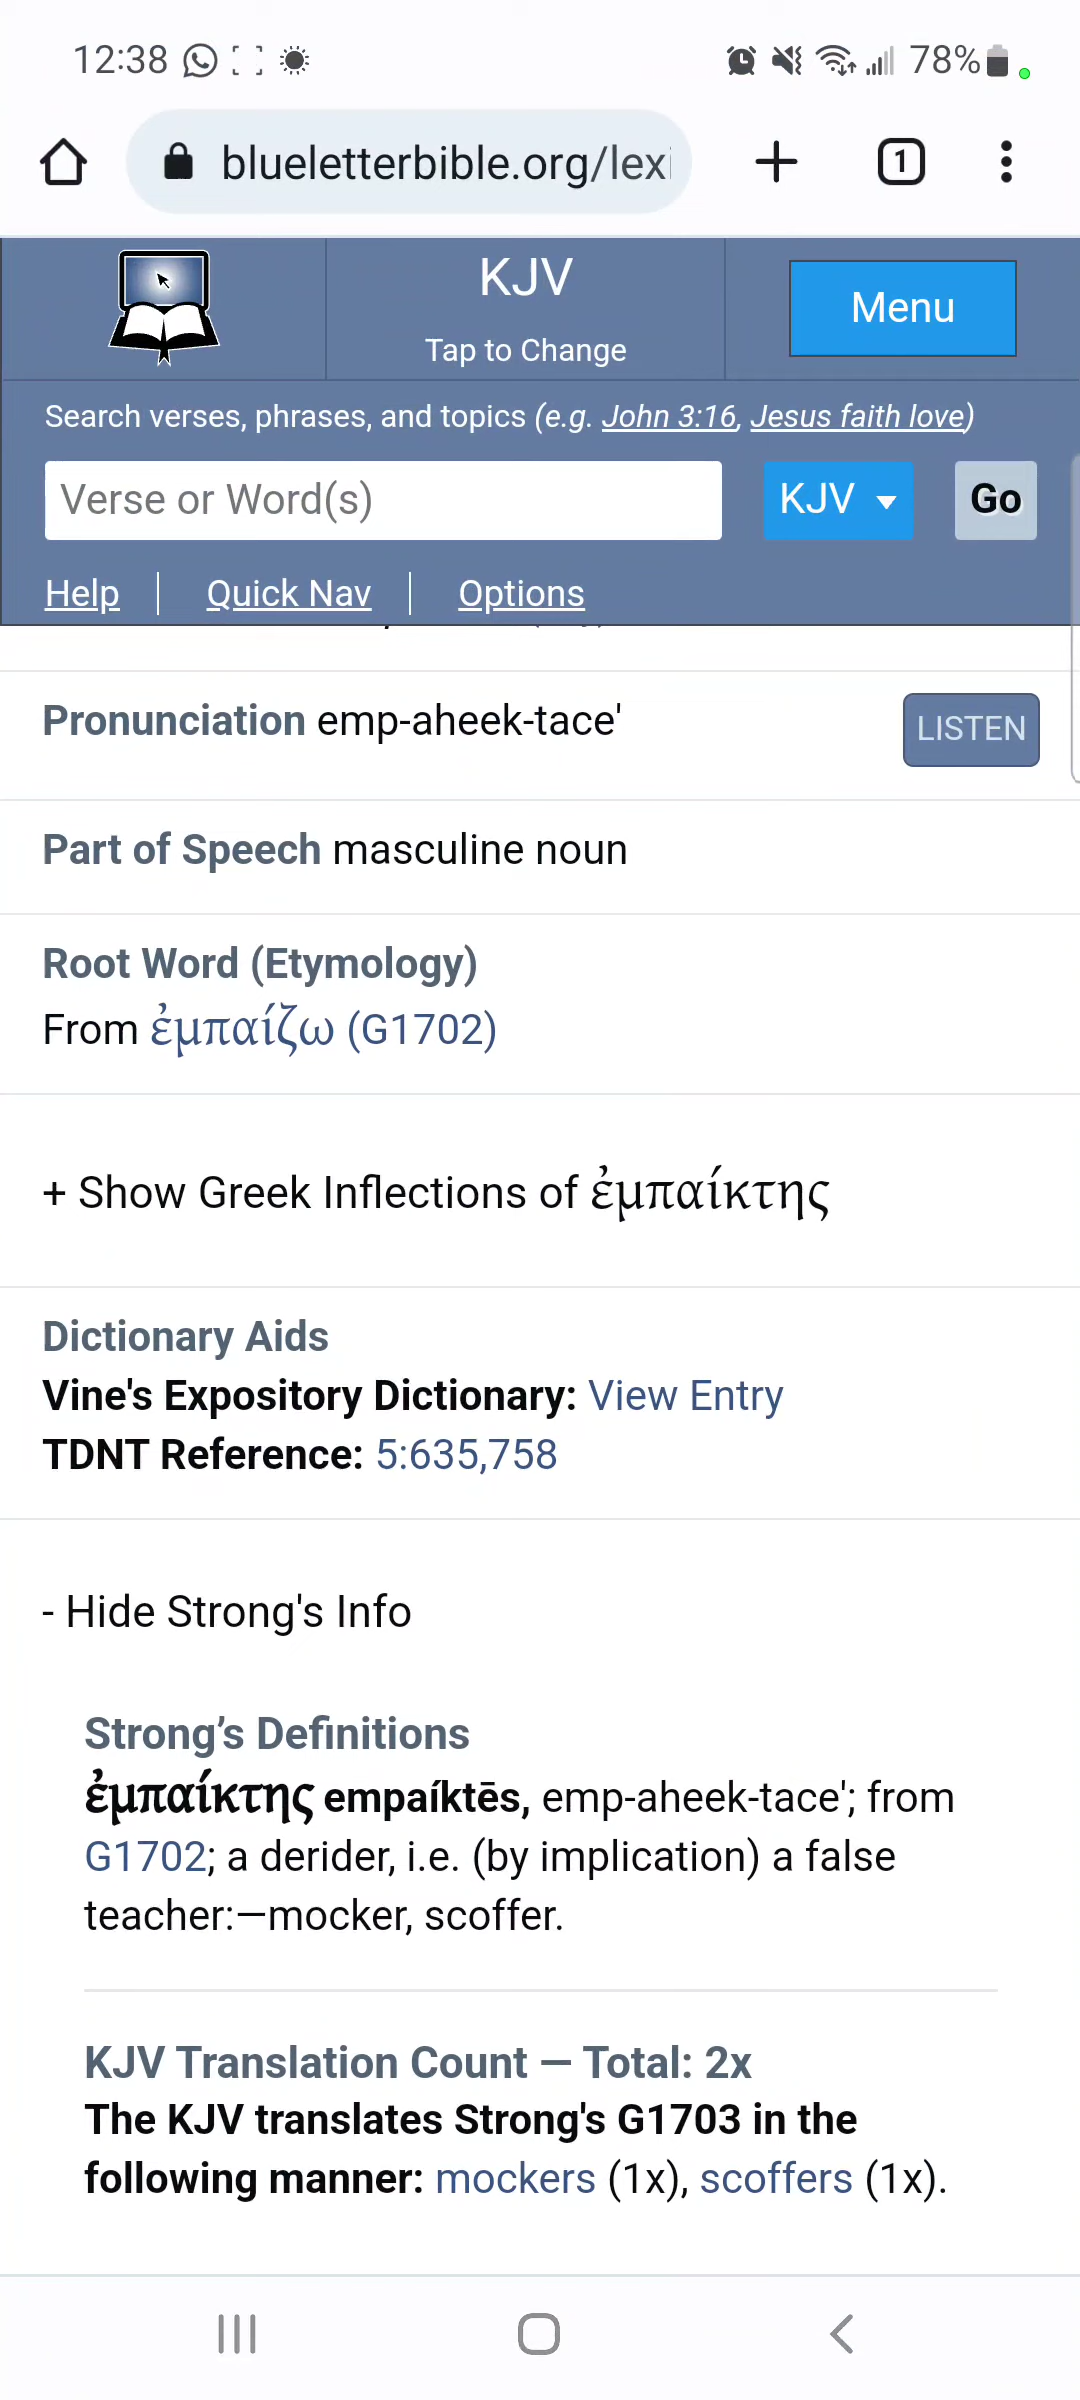 12:38 78%
blueletterbible.org/lexi 1
KJV
Tap to Change
Menu
Search verses, phrases, and topics (e.g. John 3:16, Jesus faith love)
Verse or Word(s) KJV Go
Help Quick Nav Options
Pronunciation emp-aheek-tace' LISTEN
Part of Speech masculine noun
Root Word (Etymology)
From ἐμπαίζω (G1702)
+ Show Greek Inflections of ἐμπαίκτης
Dictionary Aids
Vine's Expository Dictionary: View Entry
TDNT Reference: 5:635,758
- Hide Strong's Info
Strong’s Definitions
ἐμπαίκτης empaíktēs, emp-aheek-tace'; from
G1702; a derider, i.e. (by implication) a false
teacher:—mocker, scoffer.
KJV Translation Count — Total: 2x
The KJV translates Strong's G1703 in the
following manner: mockers (1x), scoffers (1x).